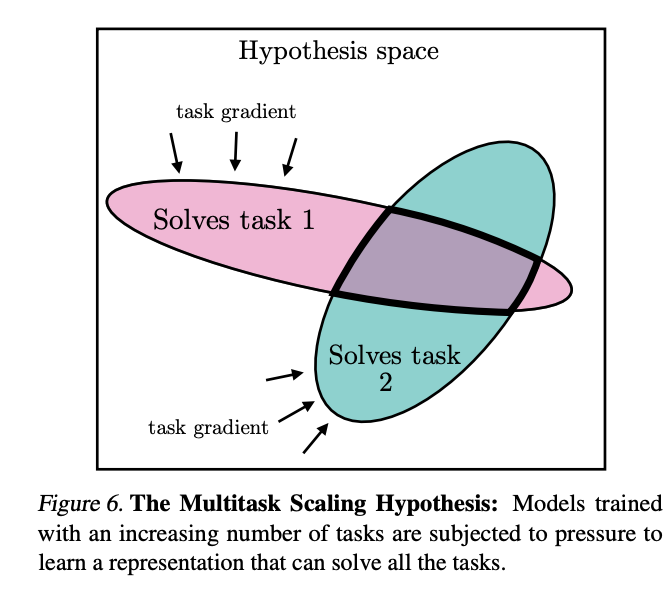 Hypothesis space
task gradient
Solves task 1
Solves task
2
task gradient
Figure 6. The Multitask Scaling Hypothesis: Models trained
with an increasing number of tasks are subjected to pressure to
learn a representation that can solve all the tasks.